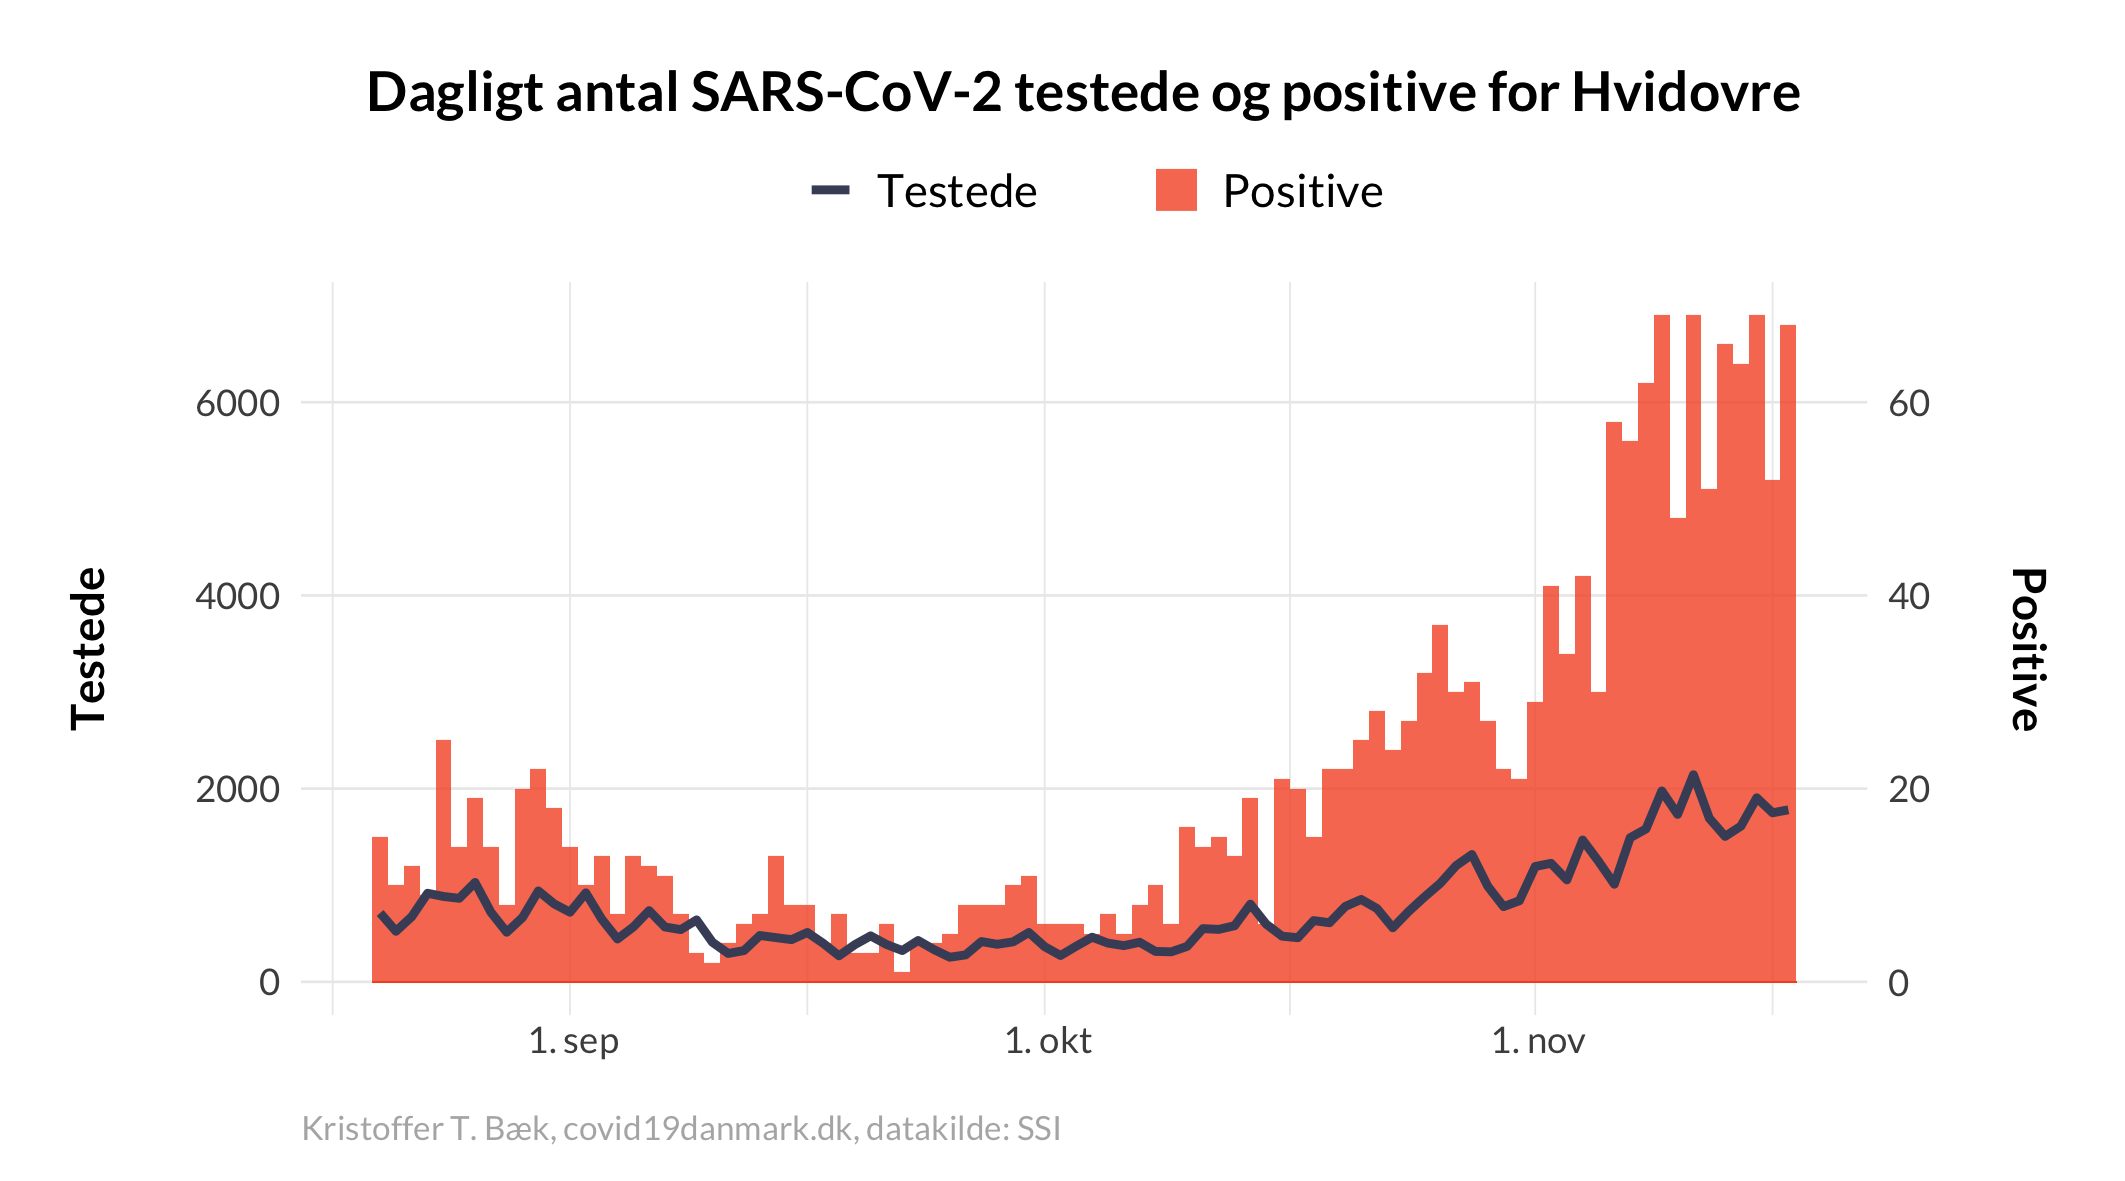 Dagligt antal SARS-CoV-2 testede og positive for Hvidovre
Testede
Positive
6000
4000
2000
0
60
40
20
0
Testede
Positive
1. sep
1. okt
1. nov
Kristoffer T. Bæk, covid19danmark.dk, datakilde: SSI